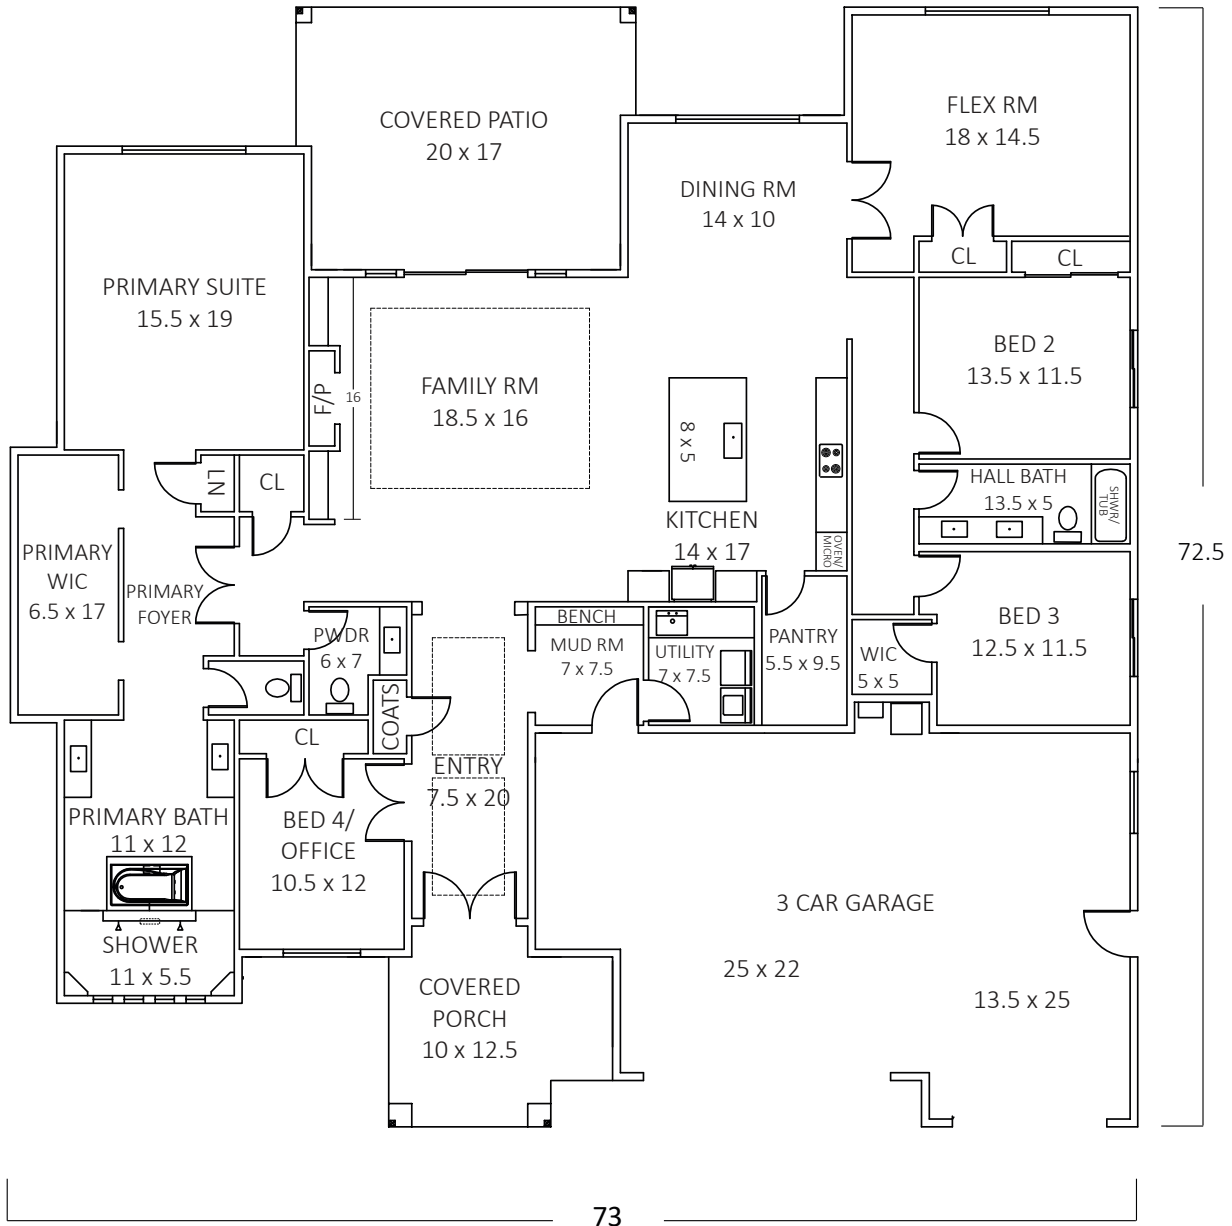 COVERED PATIO
20 x 17
FLEX RM
18 x 14.5
DINING RM
14 x 10
CL
CL
PRIMARY SUITE
15.5 x 19
FAMILY RM
18.5 x 16
F/P
16
BED 2
13.5 x 11.5
8 x 5
LN
CL
HALL BATH
13.5 x 5
SHWR/
TUB
KITCHEN
14 x 17
OVEN/
MICRO
PRIMARY
WIC
6.5 x 17
PRIMARY
FOYER
72.5
PWDR
6 x 7
BENCH
MUD RM
7 x 7.5
UTILITY
7 x 7.5
PANTRY
5.5 x 9.5
WIC
5 x 5
BED 3
12.5 x 11.5
COATS
CL
ENTRY
7.5 x 20
PRIMARY BATH
11 x 12
BED 4/
OFFICE
10.5 x 12
SHOWER
11 x 5.5
3 CAR GARAGE
25 x 22
13.5 x 25
COVERED
PORCH
10 x 12.5
73